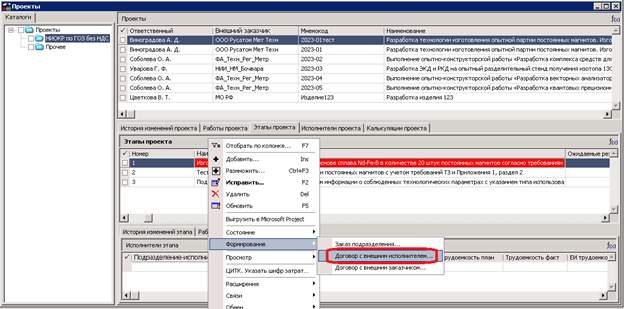 Проекты
Каталоги
Проекты
НИОКР по ГОЗ без НДС
Прочее
Проекты
Ответственный Внешний заказчик Мнемокод Наименование
Виноградова А. Д. ООО Русатом Мет Техн 2023-01тест Разработка технологии изготовления опытной партии постоянных магнитов. Изго
Виноградова А. Д. ООО Русатом Мет Техн 2023-01 Разработка технологии изготовления опытной партии постоянных магнитов. Изго
Соболева О. А. ФА_Техн_Рег_Метр 2023-02 Выполнение опытно-конструкторской работы «Разработка комплекса средств для
Уварова Г. Ф. НИИ_НМ_Бочвара 2023-03 Разработка ЭКД и РКД на опытный разделительный стенд получения изотопа 13С
Соболева О. А. ФА_Техн_Рег_Метр 2023-04 Выполнение опытно-конструкторской работы «Разработка векторных анализатор
Соболева О. А. ФА_Техн_Рег_Метр 2023-05 Выполнение опытно-конструкторской работы «Разработка квантовых прецизионн
Цветкова В. Т. МО РФ Изделие123 Разработка изделия 123
История изменений проекта Работы проекта Этапы проекта Исполнители проекта Калькуляции проекта
Этапы проекта
Номер Наи Ожидаемые рез
1 Изго основе сплава Nd-Fe-B в количестве 20 штук постоянных магнитов согласно требованиям
2 Тест и постоянных магнитов с учетом требований ТЗ и Приложения 1, раздел 2
3 Под информации о соблюденных технологических параметрах с указанием типа использова
Отобрать по колонке... F7
Добавить... Ins
Размножить... Ctrl+F3
Исправить... F2
Удалить Del
Обновить F5
Выгрузить в Microsoft Project
Состояние
Формирование
Просмотр
ЦИТК. Указать шифр затрат...
Расширения
Связи
Обмен
Заказ подразделения...
Договор с внешним исполнителем...
Договор с внешним заказчиком...
История изменений этапа Раб
Исполнители этапа
Подразделение-исполн Трудоемкость план Трудоемкость факт ЕИ трудоемко